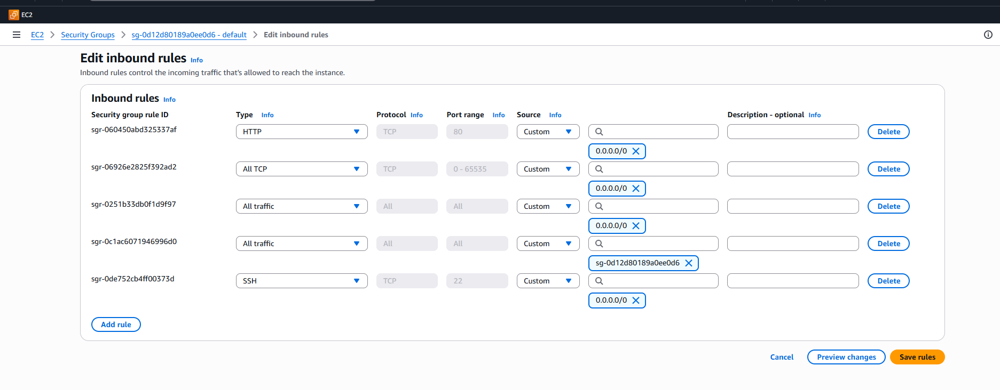 EC2
EC2 > Security Groups > sg-0d12d80189a0ee0d6 - default > Edit inbound rules
Edit inbound rules Info
Inbound rules control the incoming traffic that's allowed to reach the instance.
Inbound rules Info
Security group rule ID Type Info Protocol Info Port range Info Source Info Description - optional Info
sgr-060450abd325337af HTTP TCP 80 Custom Delete
0.0.0.0/0
sgr-06926e2825f392ad2 All TCP TCP 0 - 65535 Custom Delete
0.0.0.0/0
sgr-0251b33db0f1d9f97 All traffic All All Custom Delete
0.0.0.0/0
sgr-0c1ac6071946996d0 All traffic All All Custom Delete
sg-0d12d80189a0ee0d6
sgr-0de752cb4ff00373d SSH TCP 22 Custom Delete
0.0.0.0/0
Add rule
Cancel Preview changes Save rules